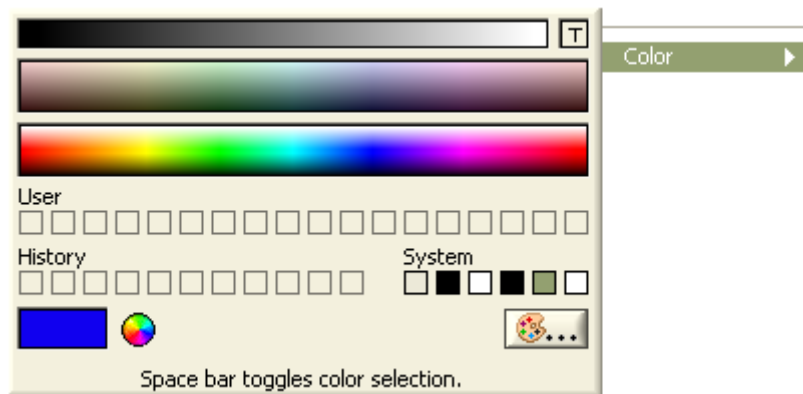 T
Color
User
History
System
...
Space bar toggles color selection.